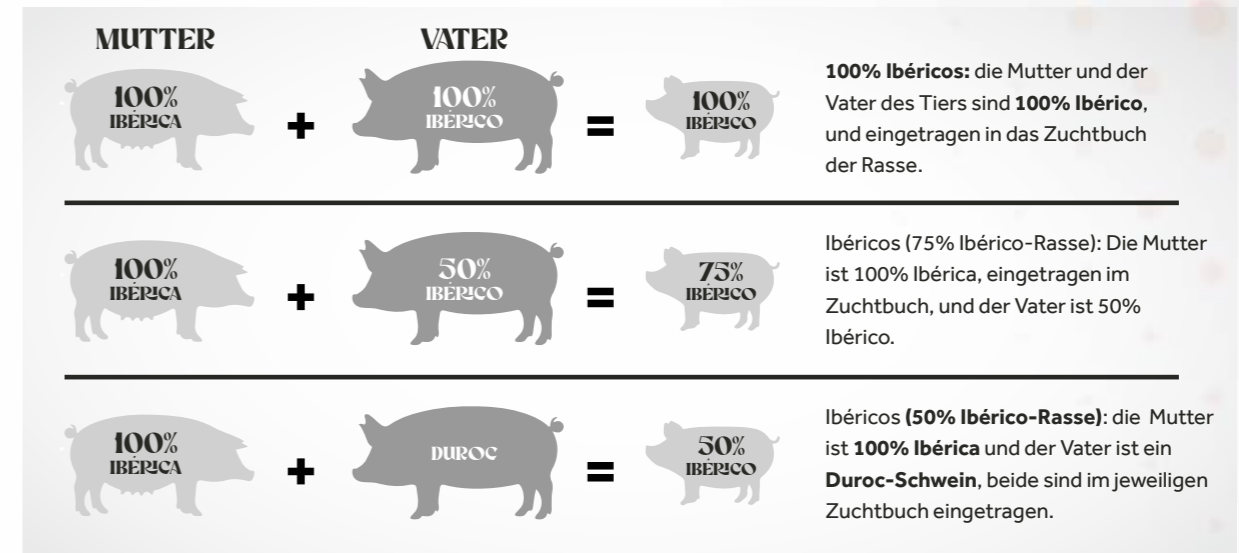 MUTTER
VATER
100%
IBÉRICA
+
100%
IBÉRICO
=
100%
IBÉRICO
100% Ibéricos: die Mutter und der
Vater des Tiers sind 100% Ibérico,
und eingetragen in das Zuchtbuch
der Rasse.
100%
IBÉRICA
+
50%
IBÉRICO
=
75%
IBÉRICO
Ibéricos (75% Ibérico-Rasse): Die Mutter
ist 100% Ibérica, eingetragen im
Zuchtbuch, und der Vater ist 50%
Ibérico.
100%
IBÉRICA
+
DUROC
=
50%
IBÉRICO
Ibéricos (50% Ibérico-Rasse): die Mutter
ist 100% Ibérica und der Vater ist ein
Duroc-Schwein, beide sind im jeweiligen
Zuchtbuch eingetragen.